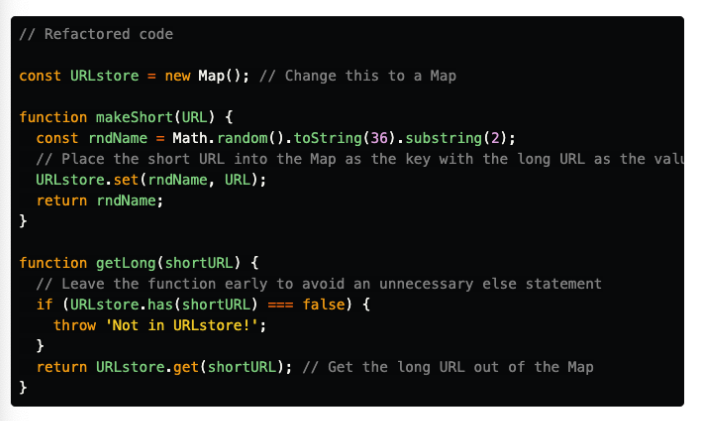 // Refactored code
const URLstore = new Map(); // Change this to a Map
function makeShort(URL) {
const rndName = Math.random().toString(36).substring(2);
// Place the short URL into the Map as the key with the long URL as the
URLstore.set(rndName, URL);
return rndName;
}
function getLong(shortURL) {
// Leave the function early to avoid an unnecessary else statement
if (URLstore.has(shortURL) === false) {
throw 'Not in URLstore!';
}
return URLstore.get(shortURL); // Get the long URL out of the Map
}